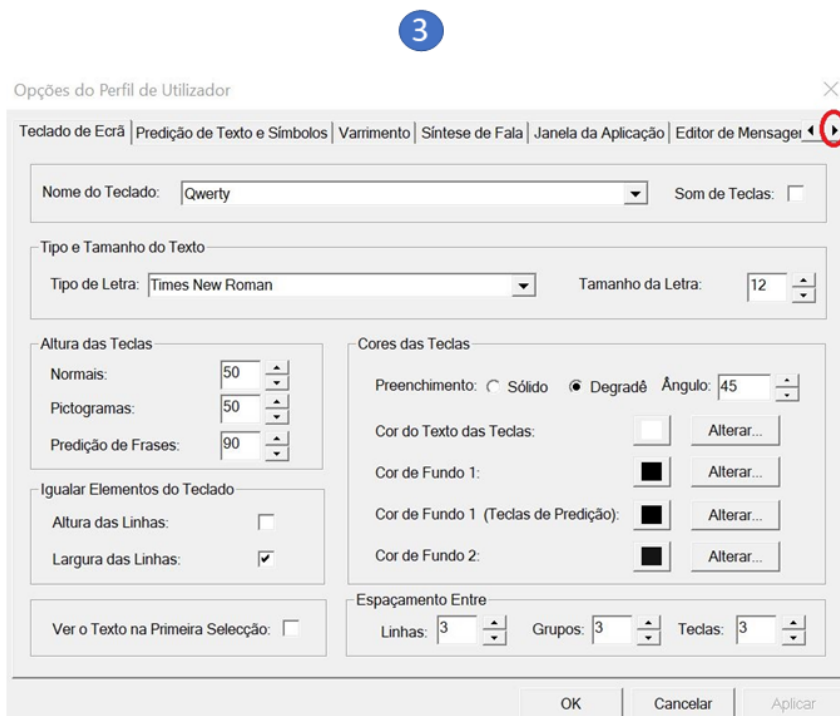 3
Opções do Perfil de Utilizador
Teclado de Ecrã Predição de Texto e Símbolos Varrimento Síntese de Fala Janela da Aplicação Editor de Mensagen
Nome do Teclado: Qwerty Som de Teclas:
Tipo e Tamanho do Texto
Tipo de Letra: Times New Roman Tamanho da Letra: 12
Altura das Teclas
Normais: 50
Pictogramas: 50
Predição de Frases: 90
Cores das Teclas
Preenchimento: Sólido Degradê Ângulo: 45
Cor do Texto das Teclas: Alterar...
Cor de Fundo 1: Alterar...
Cor de Fundo 1 (Teclas de Predição): Alterar...
Cor de Fundo 2: Alterar...
Igualar Elementos do Teclado
Altura das Linhas:
Largura das Linhas:
Ver o Texto na Primeira Selecção:
Espaçamento Entre
Linhas: 3 Grupos: 3 Teclas: 3
OK Cancelar Aplicar